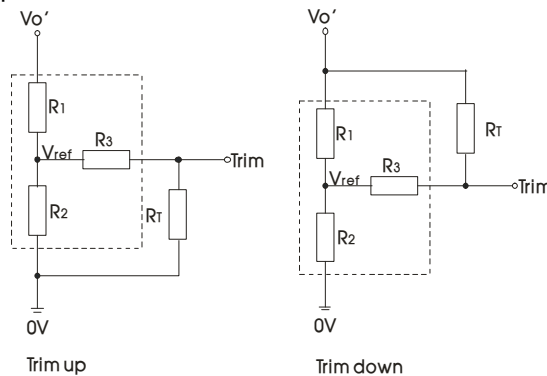 Vo'
R1
Vref
R3
Trim
R2
RT
0V
Trim up
Vo'
R1
RT
Vref
R3
Trim
R2
0V
Trim down